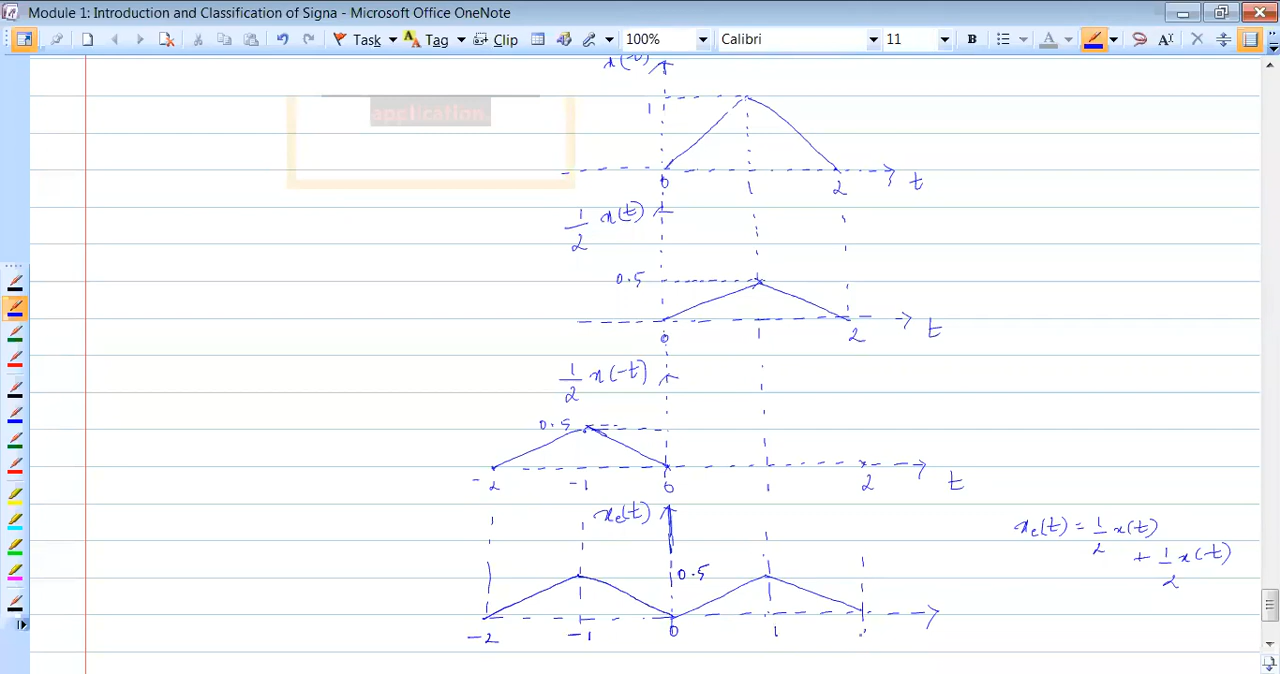 Module 1: Introduction and Classification of Signa - Microsoft Office OneNote
Task Tag Clip 100% Calibri 11 B
application.
1
0 1 2 t
1/2 x(t)
0.5
0 1 2 t
1/2 x(-t)
0.5
-2 -1 0 1 2 t
xe(t)
xe(t) = 1/2 x(t)
+ 1/2 x(-t)
0.5
-2 -1 0 1